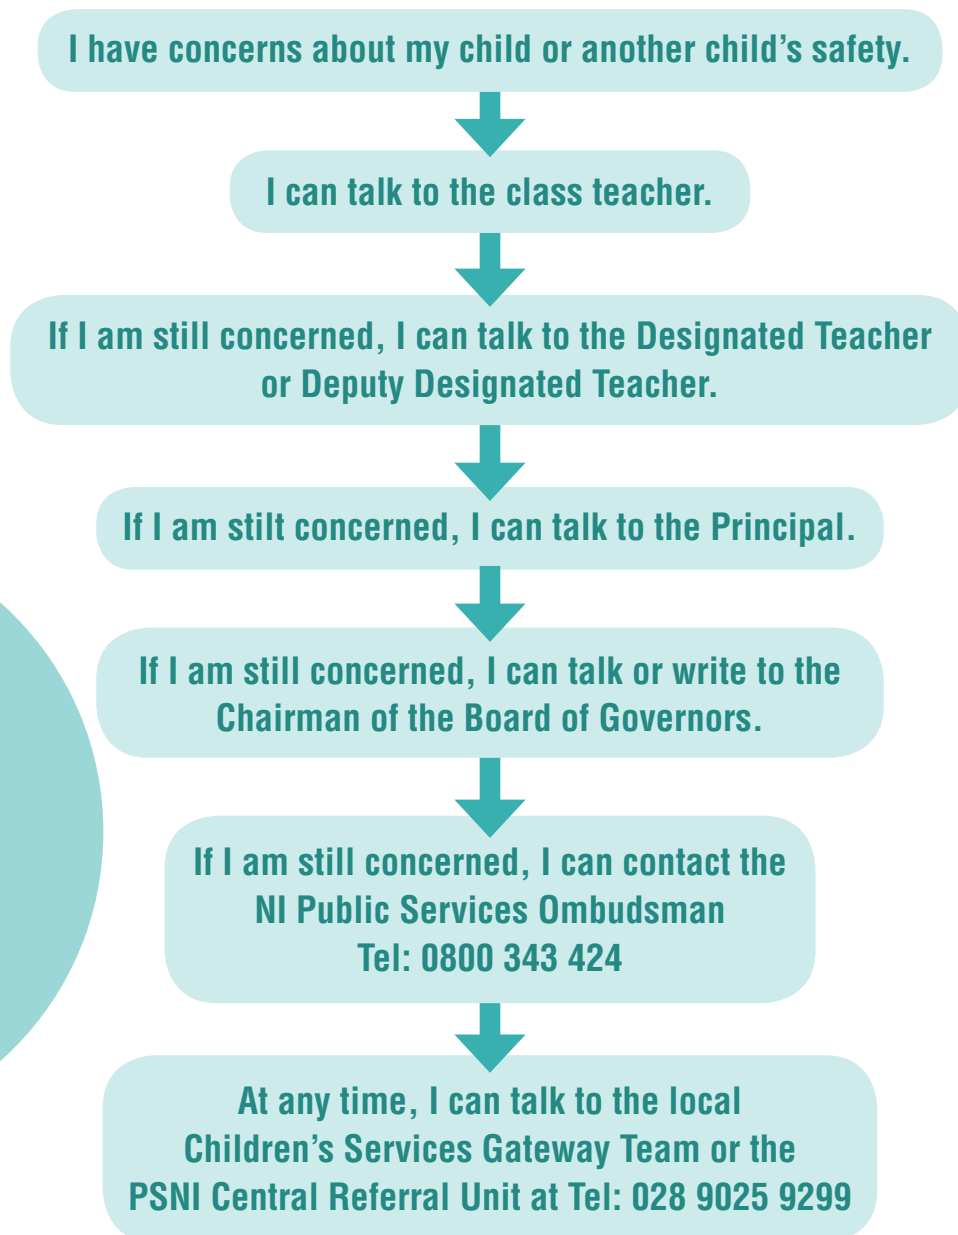 I have concerns about my child or another child's safety.
I can talk to the class teacher.
If I am still concerned, I can talk to the Designated Teacher
or Deputy Designated Teacher.
If I am stilt concerned, I can talk to the Principal.
If I am still concerned, I can talk or write to the
Chairman of the Board of Governors.
If I am still concerned, I can contact the
NI Public Services Ombudsman
Tel: 0800 343 424
At any time, I can talk to the local
Children's Services Gateway Team or the
PSNI Central Referral Unit at Tel: 028 9025 9299